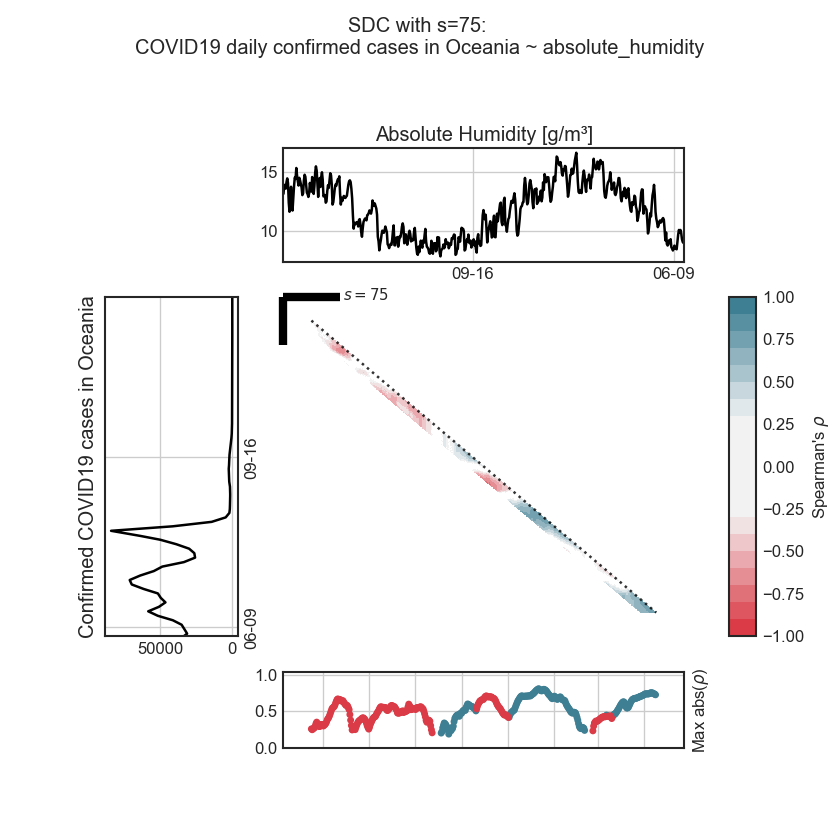 SDC with s=75:
COVID19 daily confirmed cases in Oceania ~ absolute_humidity
Absolute Humidity [g/m³]
15
10
09-16
06-09
s = 75
Confirmed COVID19 cases in Oceania
09-16
06-09
50000
0
1.00
0.75
0.50
0.25
0.00
−0.25
−0.50
−0.75
−1.00
Spearman's ρ
1.0
0.5
0.0
Max abs(ρ)